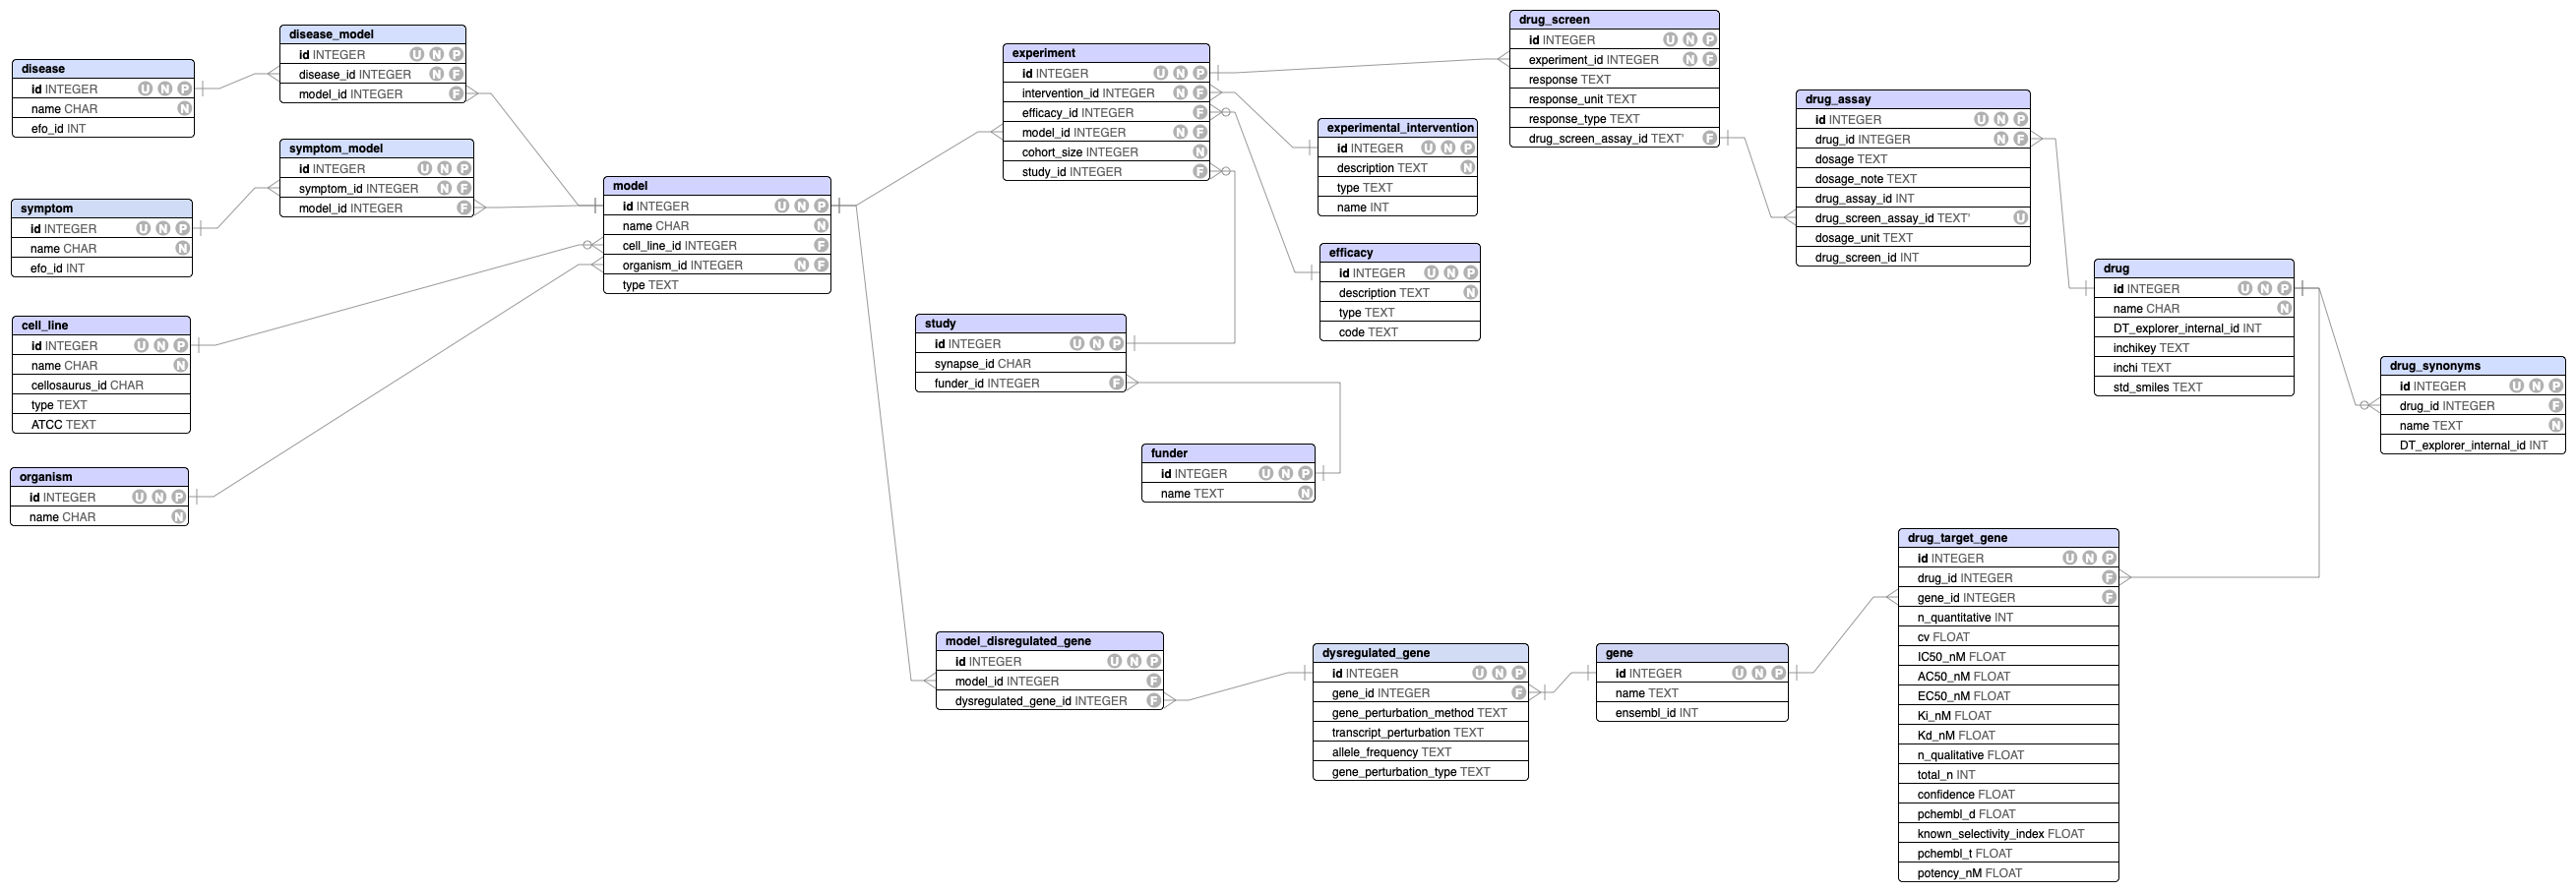 disease
id INTEGER U N P
name CHAR N
efo_id INT
disease_model
id INTEGER U N P
disease_id INTEGER N F
model_id INTEGER F
symptom_model
id INTEGER U N P
symptom_id INTEGER N F
model_id INTEGER F
symptom
id INTEGER U N P
name CHAR N
efo_id INT
cell_line
id INTEGER U N P
name CHAR N
cellosaurus_id CHAR
type TEXT
ATCC TEXT
organism
id INTEGER U N P
name CHAR N
model
id INTEGER U N P
name CHAR N
cell_line_id INTEGER F
organism_id INTEGER N F
type TEXT
experiment
id INTEGER U N P
intervention_id INTEGER N F
efficacy_id INTEGER F
model_id INTEGER N F
cohort_size INTEGER N
study_id INTEGER F
experimental_intervention
id INTEGER U N P
description TEXT N
type TEXT
name INT
efficacy
id INTEGER U N P
description TEXT N
type TEXT
code TEXT
study
id INTEGER U N P
synapse_id CHAR
funder_id INTEGER F
funder
id INTEGER U N P
name TEXT N
drug_screen
id INTEGER U N P
experiment_id INTEGER N F
response TEXT
response_unit TEXT
response_type TEXT
drug_screen_assay_id TEXT' F
drug_assay
id INTEGER U N P
drug_id INTEGER N F
dosage TEXT
dosage_note TEXT
drug_assay_id INT
drug_screen_assay_id TEXT' U
dosage_unit TEXT
drug_screen_id INT
drug
id INTEGER U N P
name CHAR N
DT_explorer_internal_id INT
inchikey TEXT
inchi TEXT
std_smiles TEXT
drug_synonyms
id INTEGER U N P
drug_id INTEGER F
name TEXT N
DT_explorer_internal_id INT
model_disregulated_gene
id INTEGER U N P
model_id INTEGER F
dysregulated_gene_id INTEGER F
dysregulated_gene
id INTEGER U N P
gene_id INTEGER F
gene_perturbation_method TEXT
transcript_perturbation TEXT
allele_frequency TEXT
gene_perturbation_type TEXT
gene
id INTEGER U N P
name TEXT
ensembl_id INT
drug_target_gene
id INTEGER U N P
drug_id INTEGER F
gene_id INTEGER F
n_quantitative INT
cv FLOAT
IC50_nM FLOAT
AC50_nM FLOAT
EC50_nM FLOAT
Ki_nM FLOAT
Kd_nM FLOAT
n_qualitative FLOAT
total_n INT
confidence FLOAT
pchembl_d FLOAT
known_selectivity_index FLOAT
pchembl_t FLOAT
potency_nM FLOAT